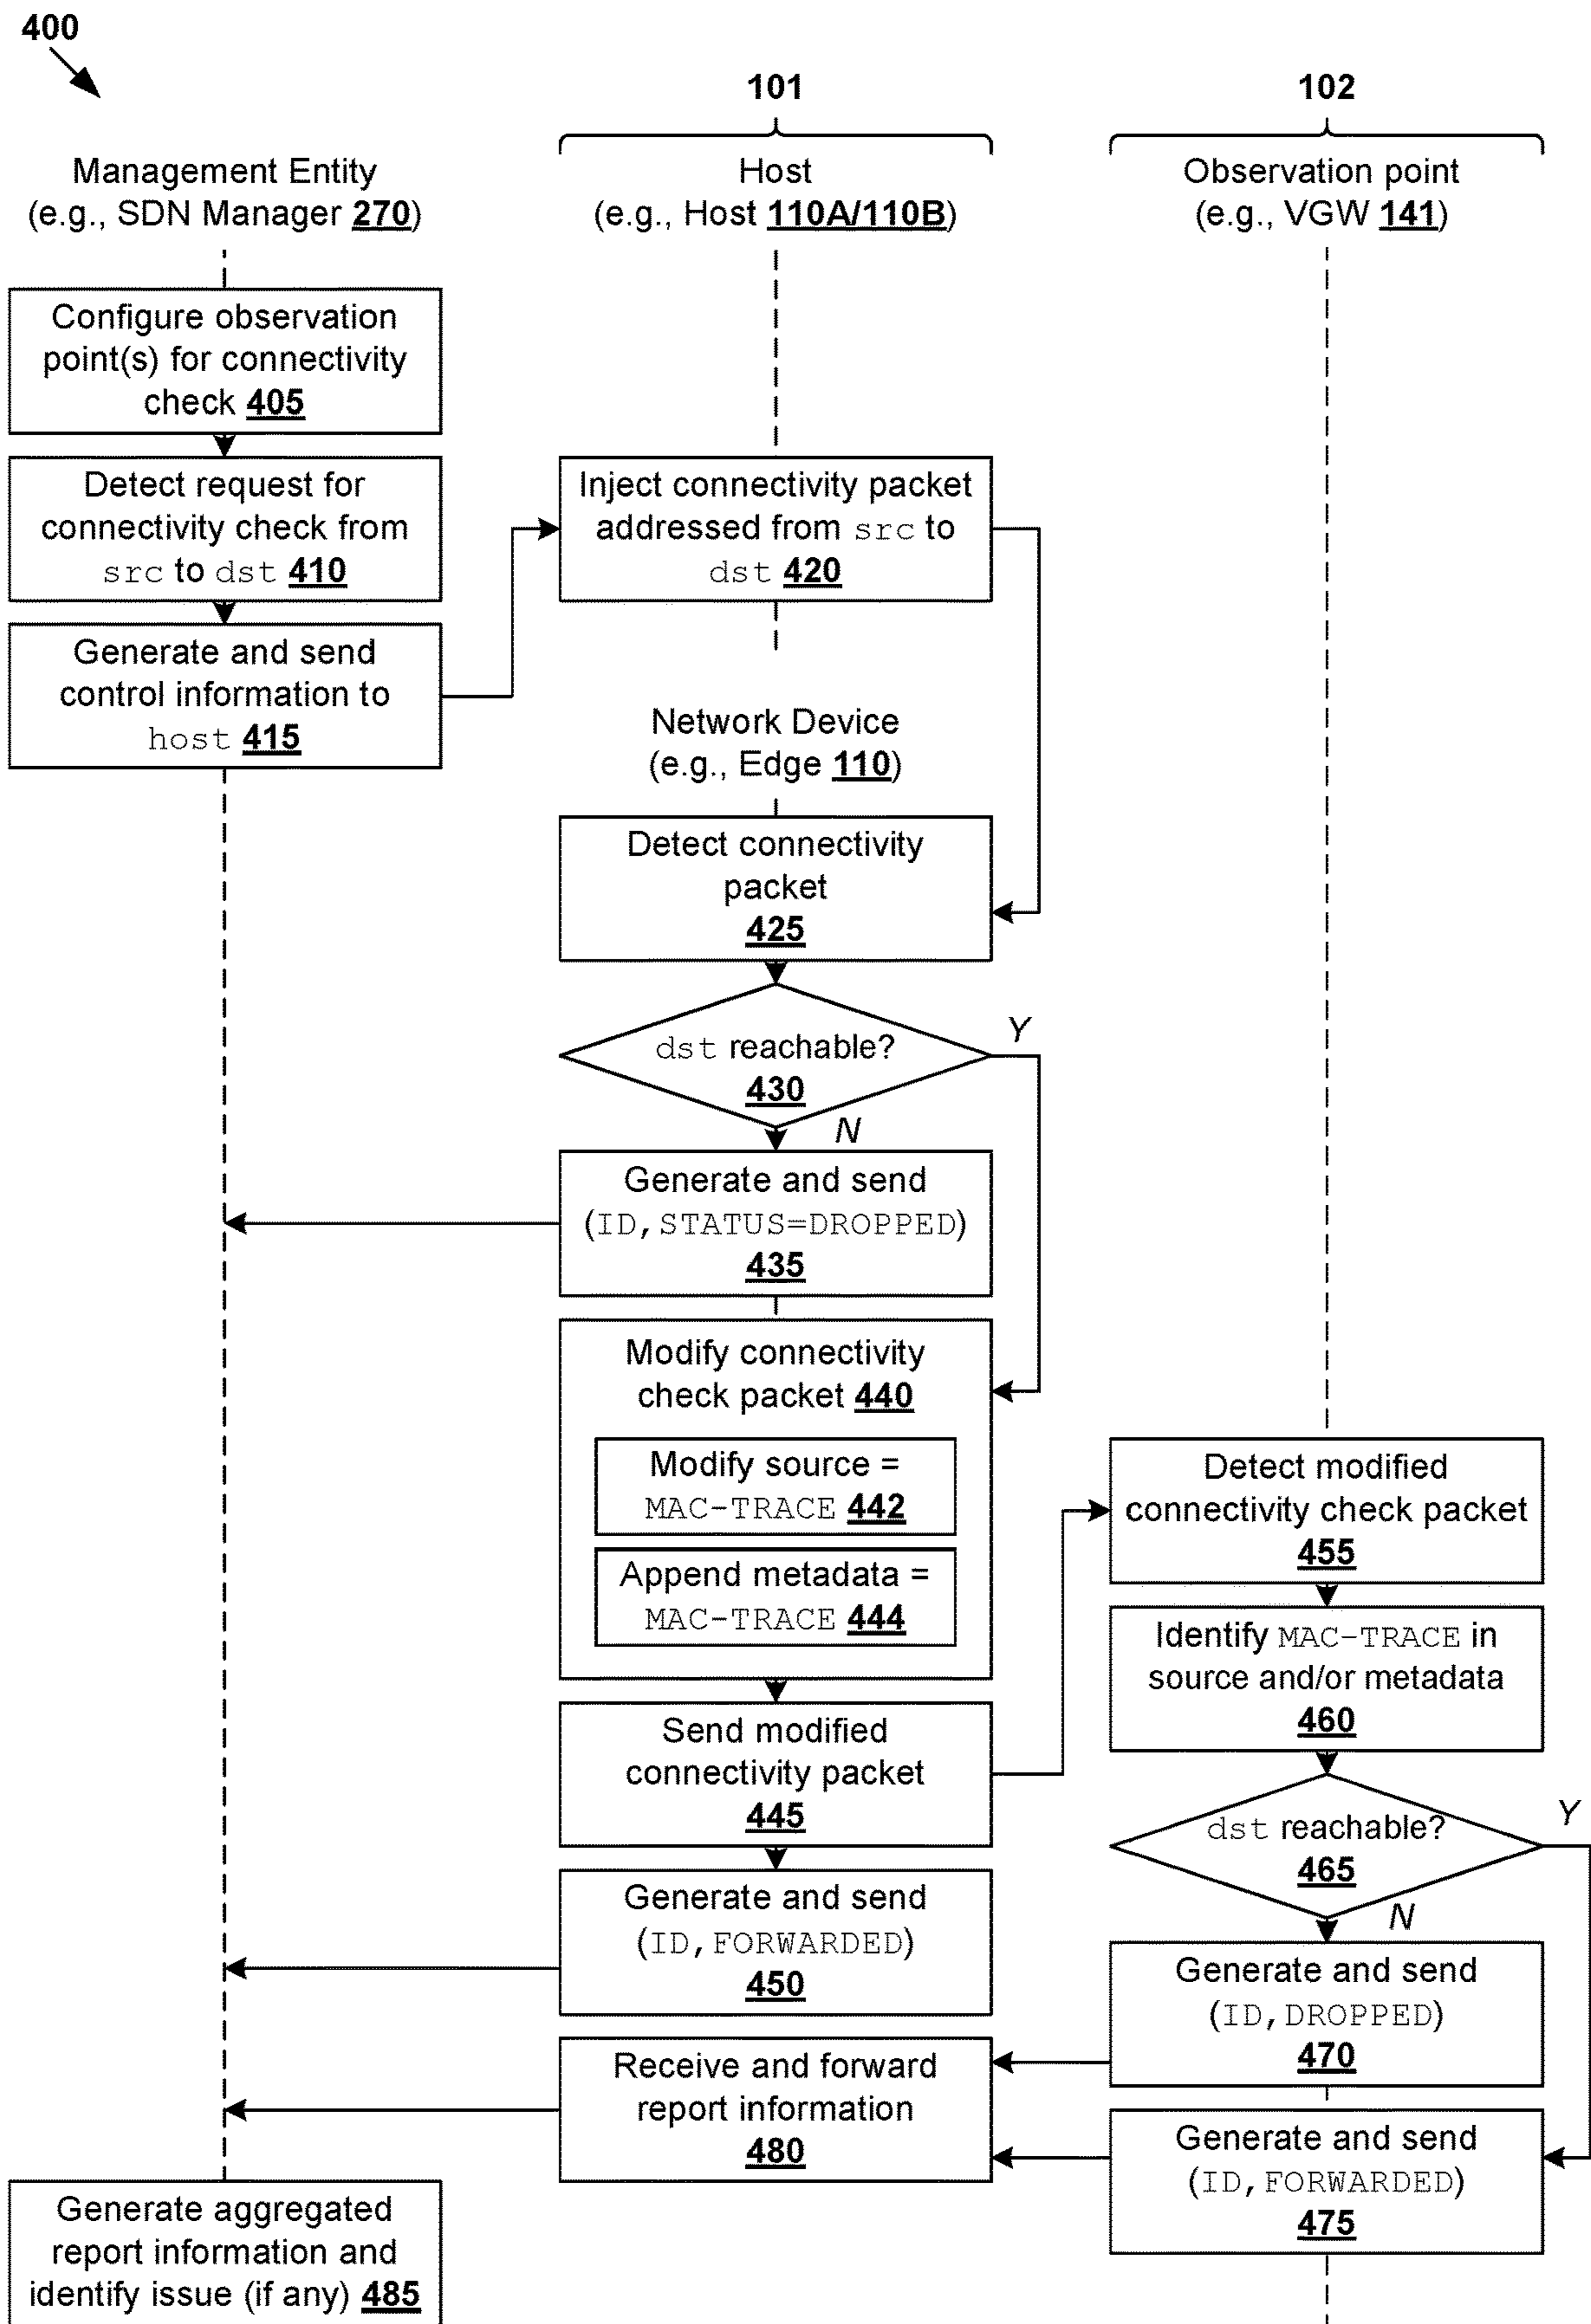 400
101
102
Management Entity
(e.g., SDN Manager 270)
Host
(e.g., Host 110A/110B)
Observation point
(e.g., VGW 141)
Configure observation
point(s) for connectivity
check 405
Detect request for
connectivity check from
src to dst 410
Generate and send
control information to
host 415
Inject connectivity packet
addressed from src to
dst 420
Network Device
(e.g., Edge 110)
Detect connectivity
packet
425
dst reachable?
430
Y
N
Generate and send
(ID,STATUS=DROPPED)
435
Modify connectivity
check packet 440
Modify source =
MAC-TRACE 442
Append metadata =
MAC-TRACE 444
Send modified
connectivity packet
445
Generate and send
(ID,FORWARDED)
450
Detect modified
connectivity check packet
455
Identify MAC-TRACE in
source and/or metadata
460
dst reachable?
465
Y
N
Generate and send
(ID,DROPPED)
470
Generate and send
(ID,FORWARDED)
475
Receive and forward
report information
480
Generate aggregated
report information and
identify issue (if any) 485